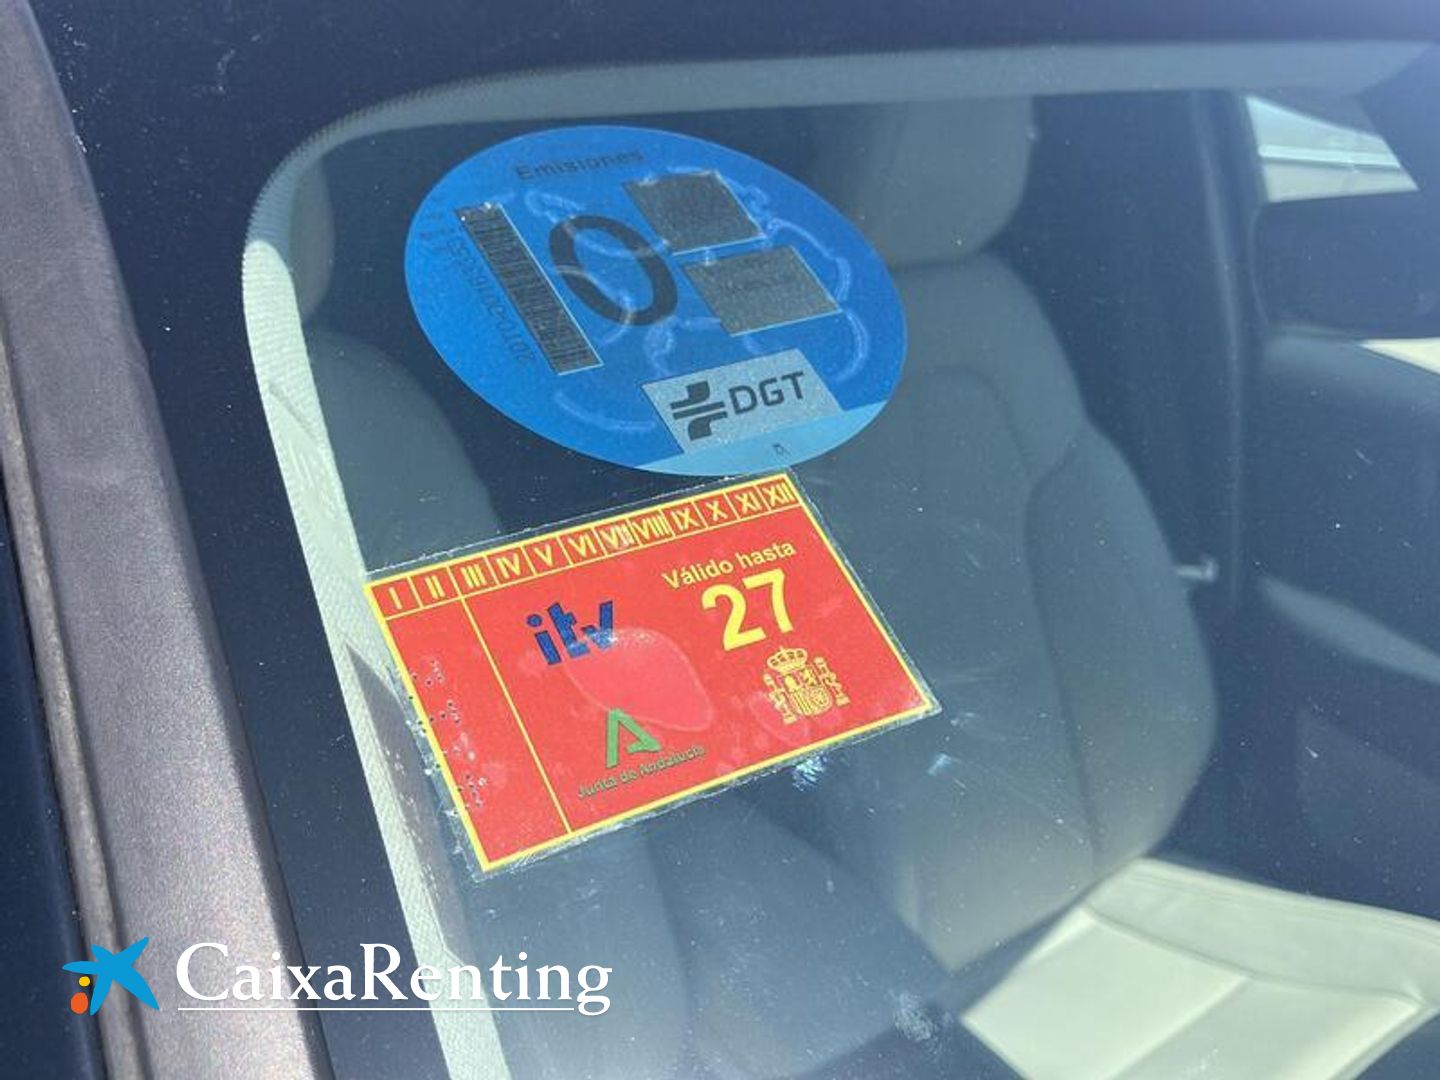 Emisiones
0
DGT
I II III IV V VI VII VIII IX X XI XII
Válido hasta
27
itv
Junta de Andalucía
CaixaRenting